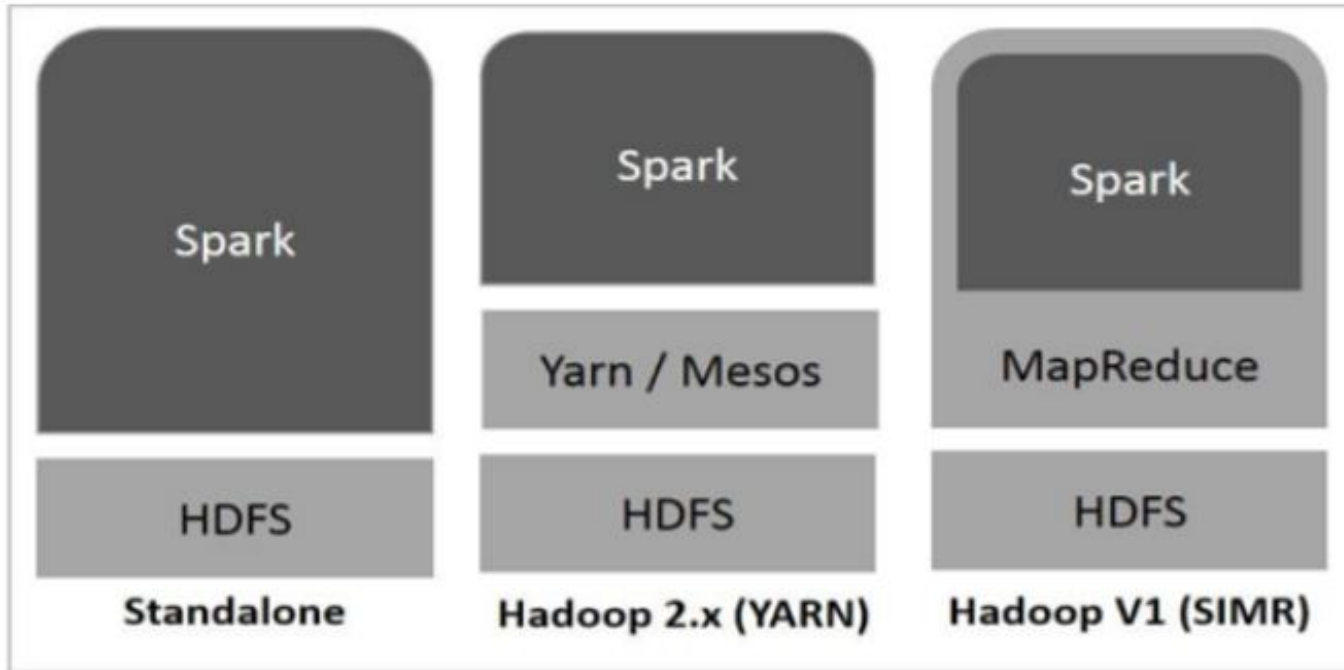 Spark
HDFS
Standalone
Spark
Yarn / Mesos
HDFS
Hadoop 2.x (YARN)
Spark
MapReduce
HDFS
Hadoop V1 (SIMR)